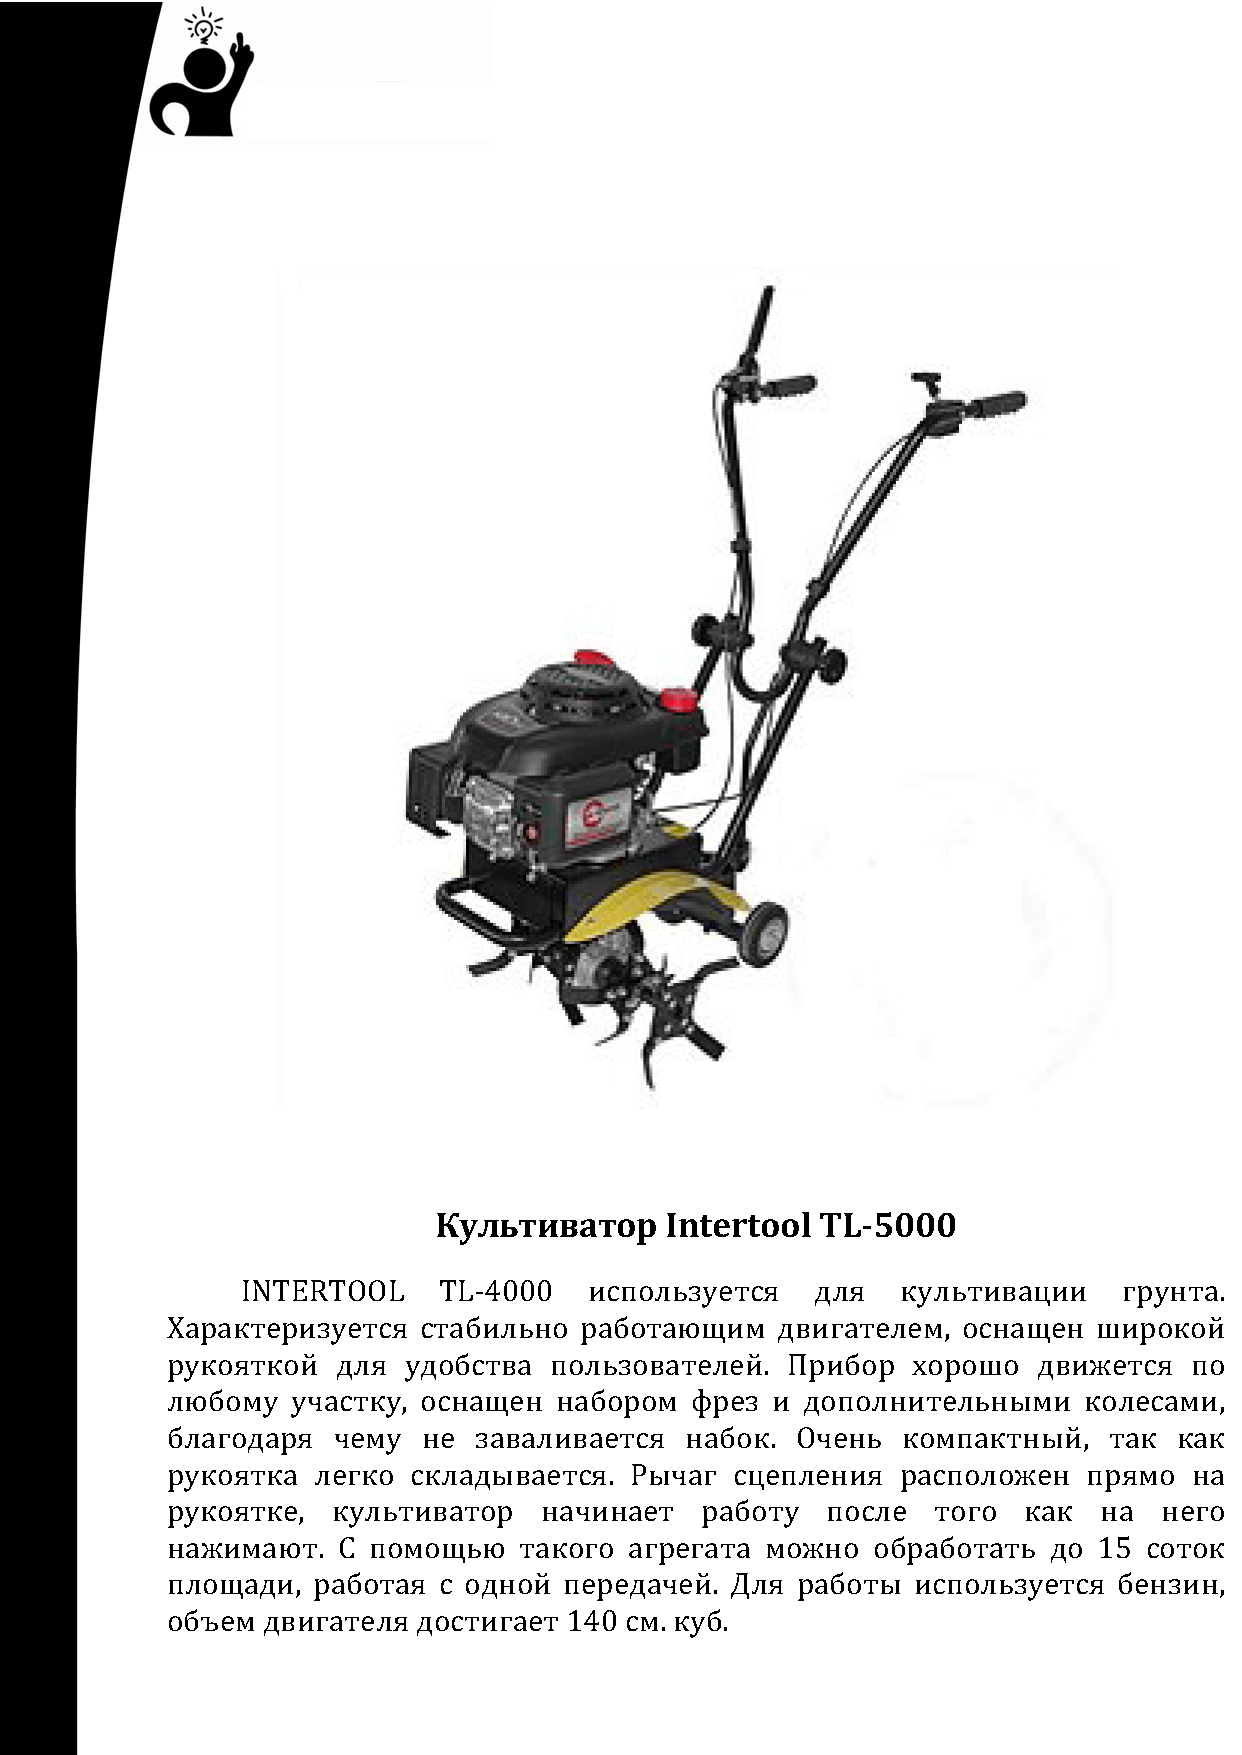 Культиватор Intertool TL-5000
INTERTOOL TL-4000 используется для культивации грунта.
Характеризуется стабильно работающим двигателем, оснащен широкой
рукояткой для удобства пользователей. Прибор хорошо движется по
любому участку, оснащен набором фрез и дополнительными колесами,
благодаря чему не заваливается набок. Очень компактный, так как
рукоятка легко складывается. Рычаг сцепления расположен прямо на
рукоятке, культиватор начинает работу после того как на него
нажимают. С помощью такого агрегата можно обработать до 15 соток
площади, работая с одной передачей. Для работы используется бензин,
объем двигателя достигает 140 см. куб.